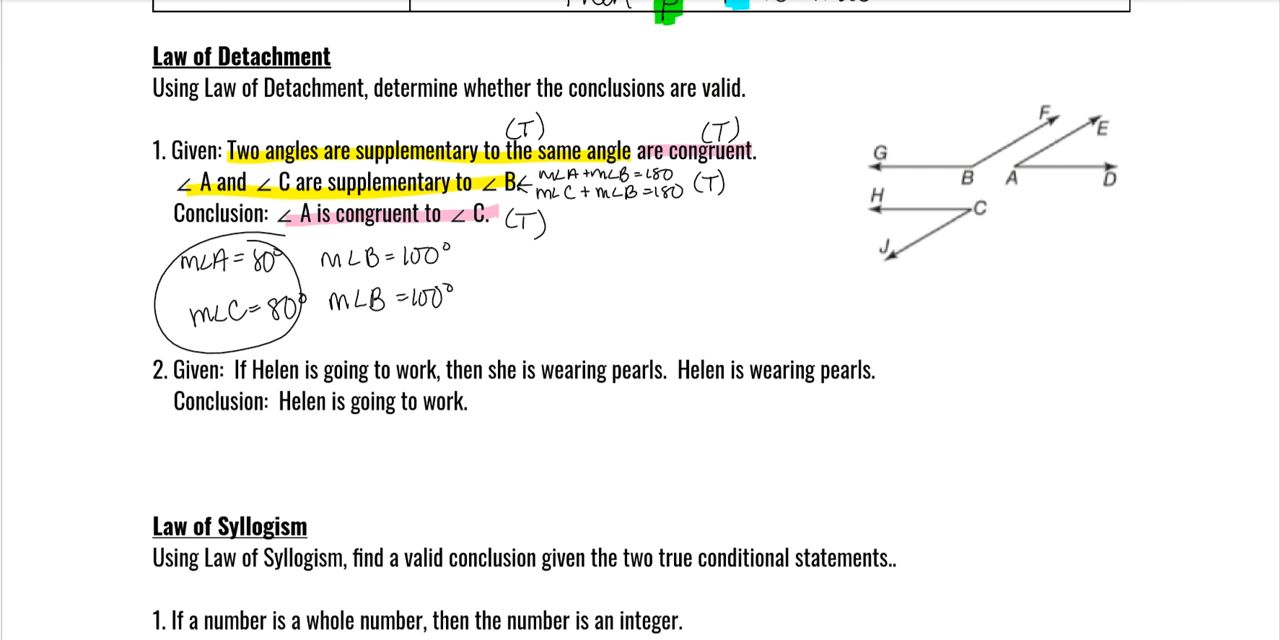 Then p
Law of Detachment
Using Law of Detachment, determine whether the conclusions are valid.
(T) (T)
1. Given: Two angles are supplementary to the same angle are congruent.
∠ A and ∠ C are supplementary to ∠ B< m∠A + m∠B = 180
m∠C + m∠B = 180 (T)
Conclusion: ∠ A is congruent to ∠ C. (T)
m∠A = 80° m∠B = 100°
m∠C = 80° m∠B = 100°
F
E
G
B A D
H
C
J
2. Given: If Helen is going to work, then she is wearing pearls. Helen is wearing pearls.
Conclusion: Helen is going to work.
Law of Syllogism
Using Law of Syllogism, find a valid conclusion given the two true conditional statements..
1. If a number is a whole number, then the number is an integer.